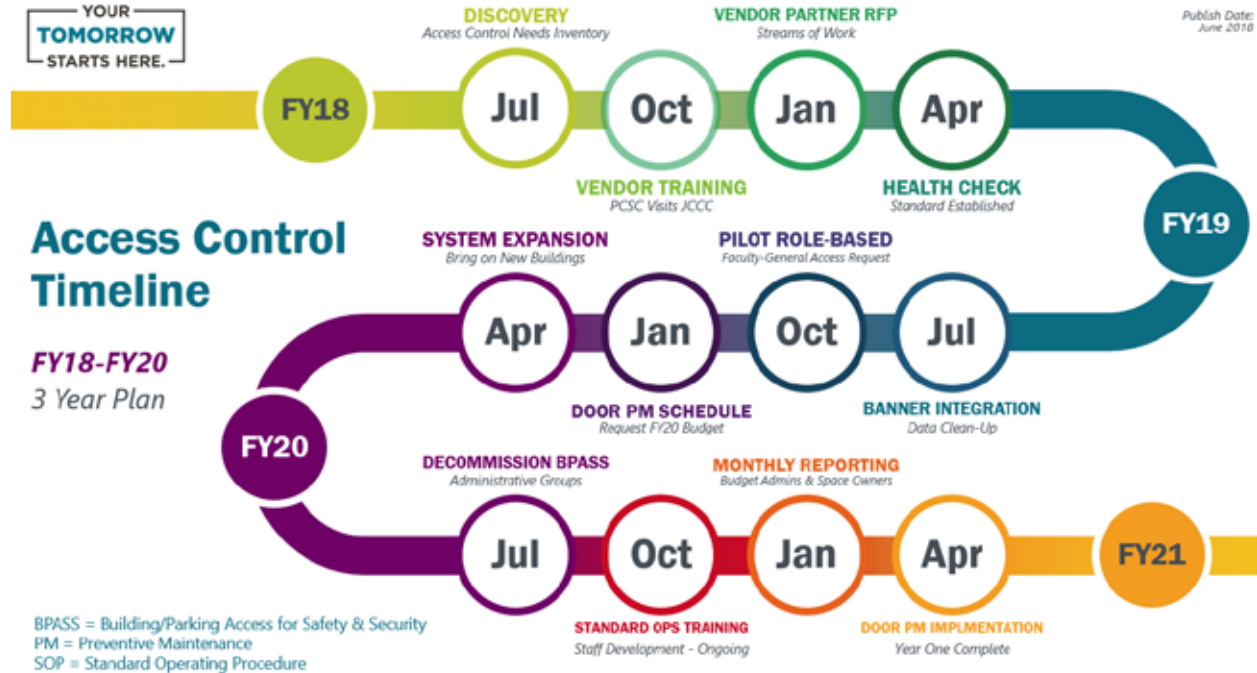 YOUR
TOMORROW
STARTS HERE.
DISCOVERY
Access Control Needs Inventory
VENDOR PARTNER RFP
Streams of Work
Publish Date:
June 2018
FY18
Jul
Oct
Jan
Apr
VENDOR TRAINING
PCSC Visits JCCC
HEALTH CHECK
Standard Established
FY19
Access Control
Timeline
FY18-FY20
3 Year Plan
SYSTEM EXPANSION
Bring on New Buildings
PILOT ROLE-BASED
Faculty-General Access Request
Apr
Jan
Oct
Jul
DOOR PM SCHEDULE
Request FY20 Budget
BANNER INTEGRATION
Data Clean-Up
FY20
DECOMMISSION BPASS
Administrative Groups
MONTHLY REPORTING
Budget Admins & Space Owners
Jul
Oct
Jan
Apr
FY21
STANDARD OPS TRAINING
Staff Development - Ongoing
DOOR PM IMPLMENTATION
Year One Complete
BPASS = Building/Parking Access for Safety & Security
PM = Preventive Maintenance
SOP = Standard Operating Procedure